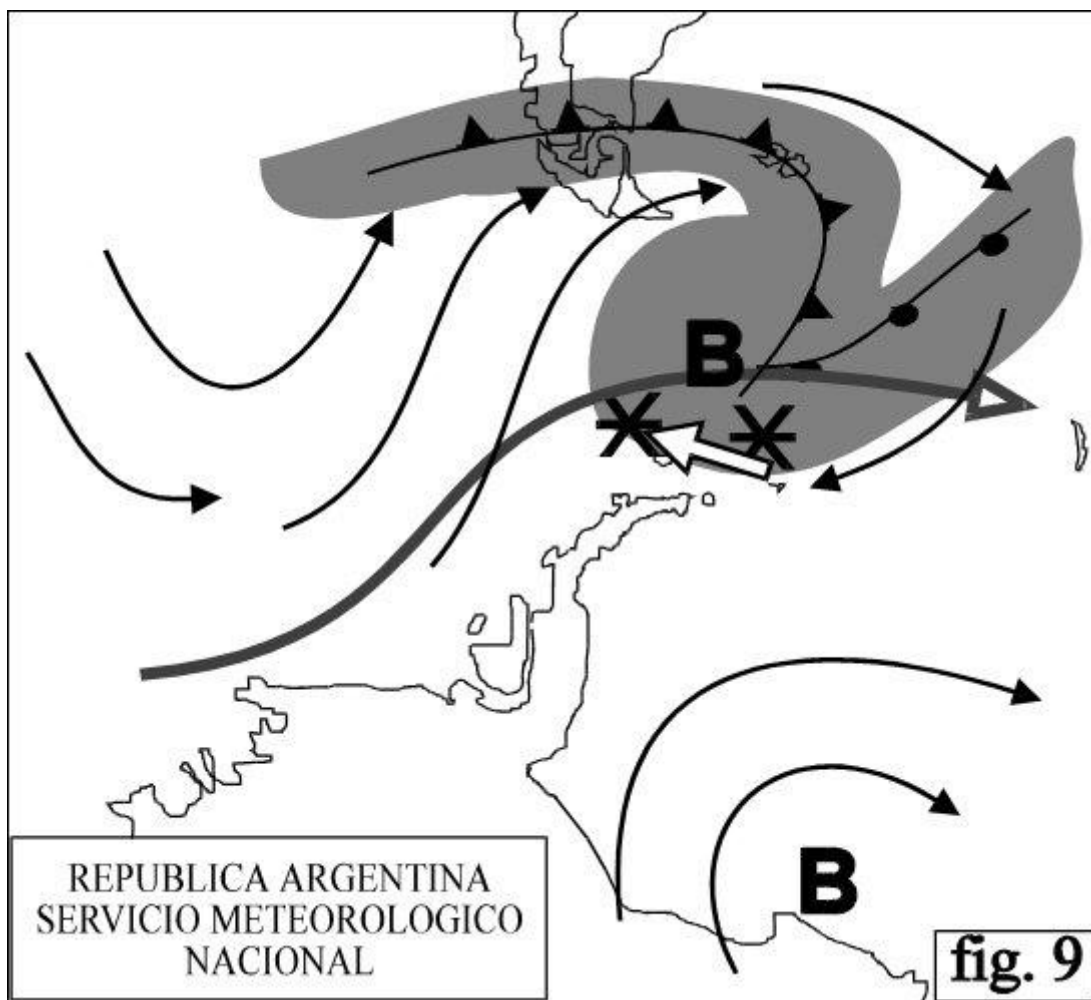 B
B
REPUBLICA ARGENTINA
SERVICIO METEOROLOGICO
NACIONAL
fig. 9